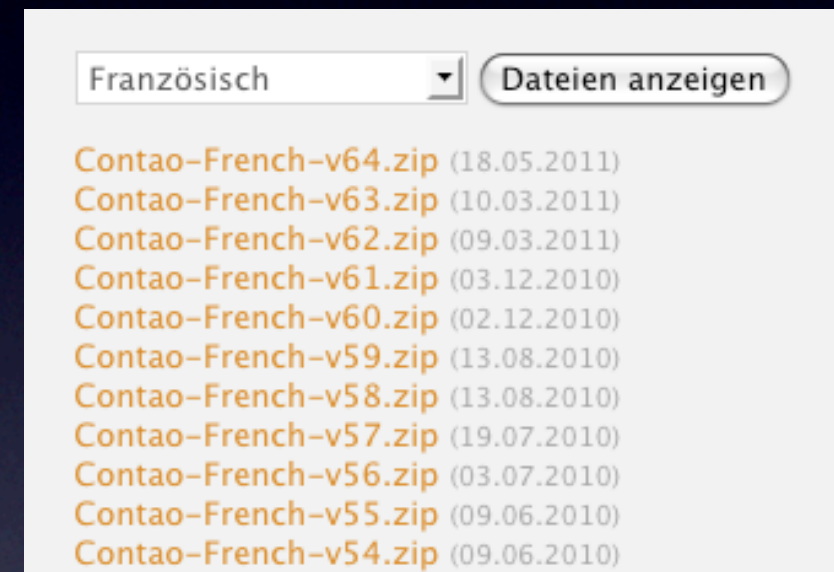 Französisch Dateien anzeigen
Contao-French-v64.zip (18.05.2011)
Contao-French-v63.zip (10.03.2011)
Contao-French-v62.zip (09.03.2011)
Contao-French-v61.zip (03.12.2010)
Contao-French-v60.zip (02.12.2010)
Contao-French-v59.zip (13.08.2010)
Contao-French-v58.zip (13.08.2010)
Contao-French-v57.zip (19.07.2010)
Contao-French-v56.zip (03.07.2010)
Contao-French-v55.zip (09.06.2010)
Contao-French-v54.zip (09.06.2010)